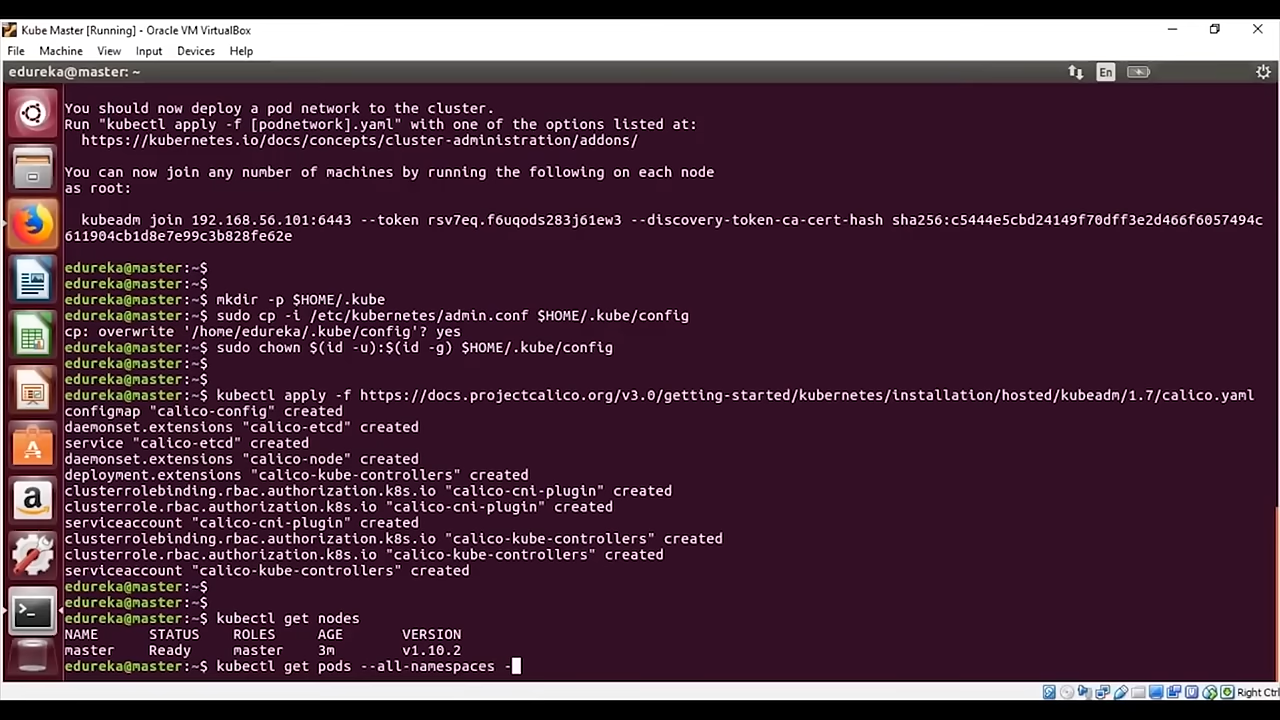 Kube Master [Running] - Oracle VM VirtualBox
File Machine View Input Devices Help
edureka@master: ~
En
You should now deploy a pod network to the cluster.
Run "kubectl apply -f [podnetwork].yaml" with one of the options listed at:
https://kubernetes.io/docs/concepts/cluster-administration/addons/
You can now join any number of machines by running the following on each node
as root:
kubeadm join 192.168.56.101:6443 --token rsv7eq.f6uqods283j61ew3 --discovery-token-ca-cert-hash sha256:c5444e5cbd24149f70dff3e2d466f6057494c
611904cb1d8e7e99c3b828fe62e
edureka@master:~$
edureka@master:~$
edureka@master:~$ mkdir -p $HOME/.kube
edureka@master:~$ sudo cp -i /etc/kubernetes/admin.conf $HOME/.kube/config
cp: overwrite '/home/edureka/.kube/config'? yes
edureka@master:~$ sudo chown $(id -u):$(id -g) $HOME/.kube/config
edureka@master:~$
edureka@master:~$
edureka@master:~$ kubectl apply -f https://docs.projectcalico.org/v3.0/getting-started/kubernetes/installation/hosted/kubeadm/1.7/calico.yaml
configmap "calico-config" created
daemonset.extensions "calico-etcd" created
service "calico-etcd" created
daemonset.extensions "calico-node" created
deployment.extensions "calico-kube-controllers" created
clusterrolebinding.rbac.authorization.k8s.io "calico-cni-plugin" created
clusterrole.rbac.authorization.k8s.io "calico-cni-plugin" created
serviceaccount "calico-cni-plugin" created
clusterrolebinding.rbac.authorization.k8s.io "calico-kube-controllers" created
clusterrole.rbac.authorization.k8s.io "calico-kube-controllers" created
serviceaccount "calico-kube-controllers" created
edureka@master:~$
edureka@master:~$
edureka@master:~$ kubectl get nodes
NAME STATUS ROLES AGE VERSION
master Ready master 3m v1.10.2
edureka@master:~$ kubectl get pods --all-namespaces -
Right Ctrl